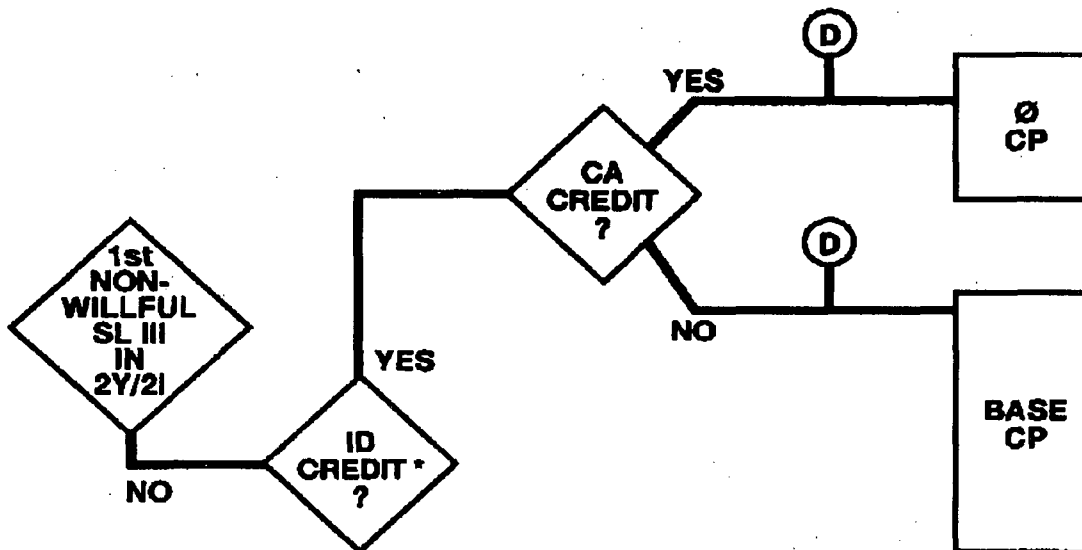 D
YES
Ø
CP
CA
CREDIT
?
D
NO
1st
NON-
WILLFUL
SL III
IN
2Y/2I
NO
YES
ID
CREDIT *
?
BASE
CP